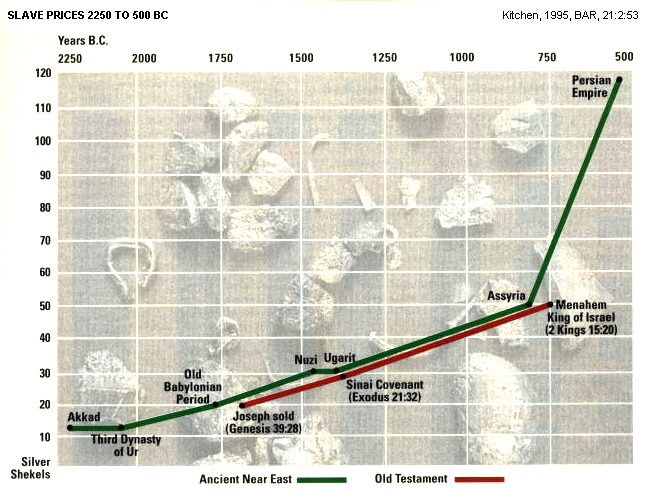 SLAVE PRICES 2250 TO 500 BC
Kitchen, 1995, BAR, 21:2:53
Years B.C.
2250 2000 1750 1500 1250 1000 750 500
120
110
100
90
80
70
60
50
40
30
20
10
Silver
Shekels
Akkad
Third Dynasty
of Ur
Old
Babylonian
Period
Joseph sold
(Genesis 39:28)
Nuzi
Ugarit
Sinai Covenant
(Exodus 21:32)
Assyria
Menahem
King of Israel
(2 Kings 15:20)
Persian
Empire
Ancient Near East
Old Testament